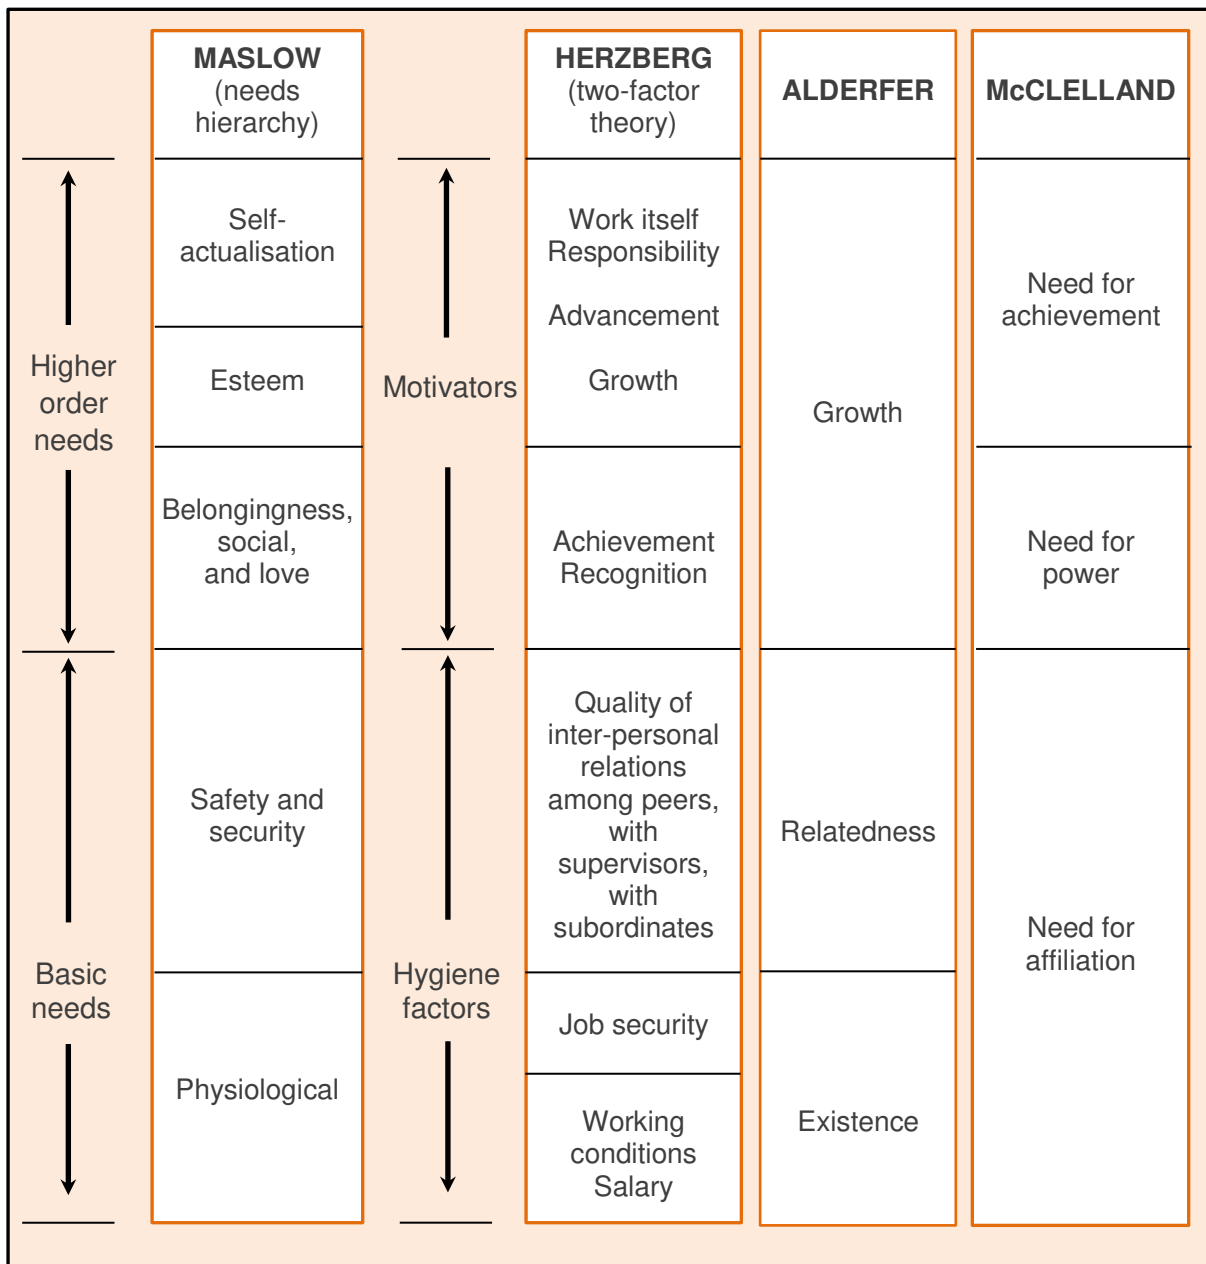 MASLOW
(needs
hierarchy)
HERZBERG
(two-factor
theory)
ALDERFER
McCLELLAND
Higher
order
needs
Self-
actualisation
Esteem
Belongingness,
social,
and love
Motivators
Work itself
Responsibility
Advancement
Growth
Achievement
Recognition
Growth
Need for
achievement
Need for
power
Basic
needs
Safety and
security
Physiological
Hygiene
factors
Quality of
inter-personal
relations
among peers,
with
supervisors,
with
subordinates
Job security
Working
conditions
Salary
Relatedness
Existence
Need for
affiliation